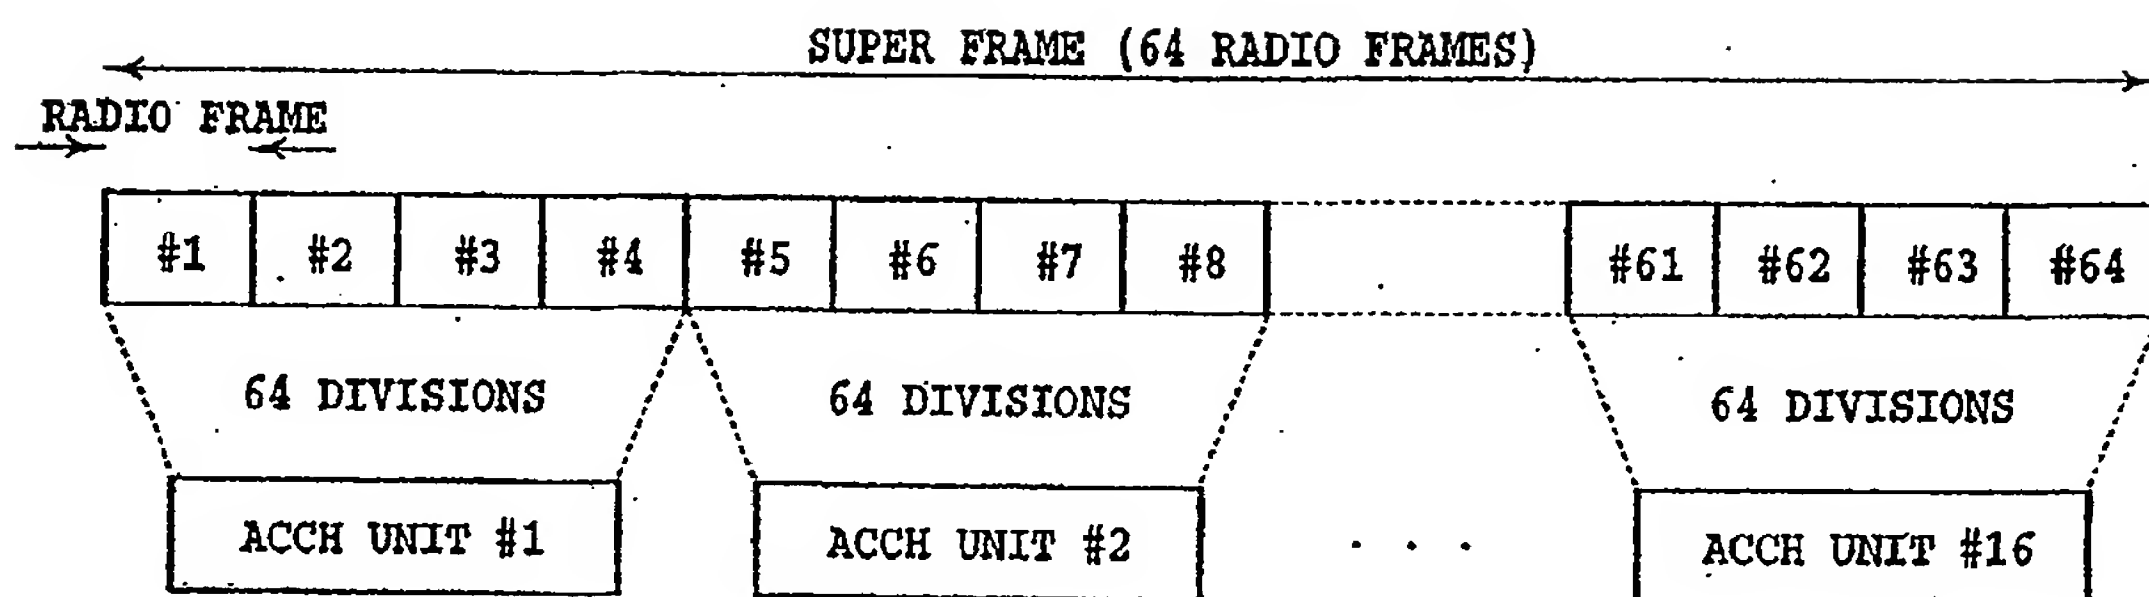 SUPER FRAME (64 RADIO FRAMES)
RADIO FRAME
#1 #2 #3 #4 #5 #6 #7 #8 #61 #62 #63 #64
64 DIVISIONS 64 DIVISIONS 64 DIVISIONS
ACCH UNIT #1 ACCH UNIT #2 . . . ACCH UNIT #16